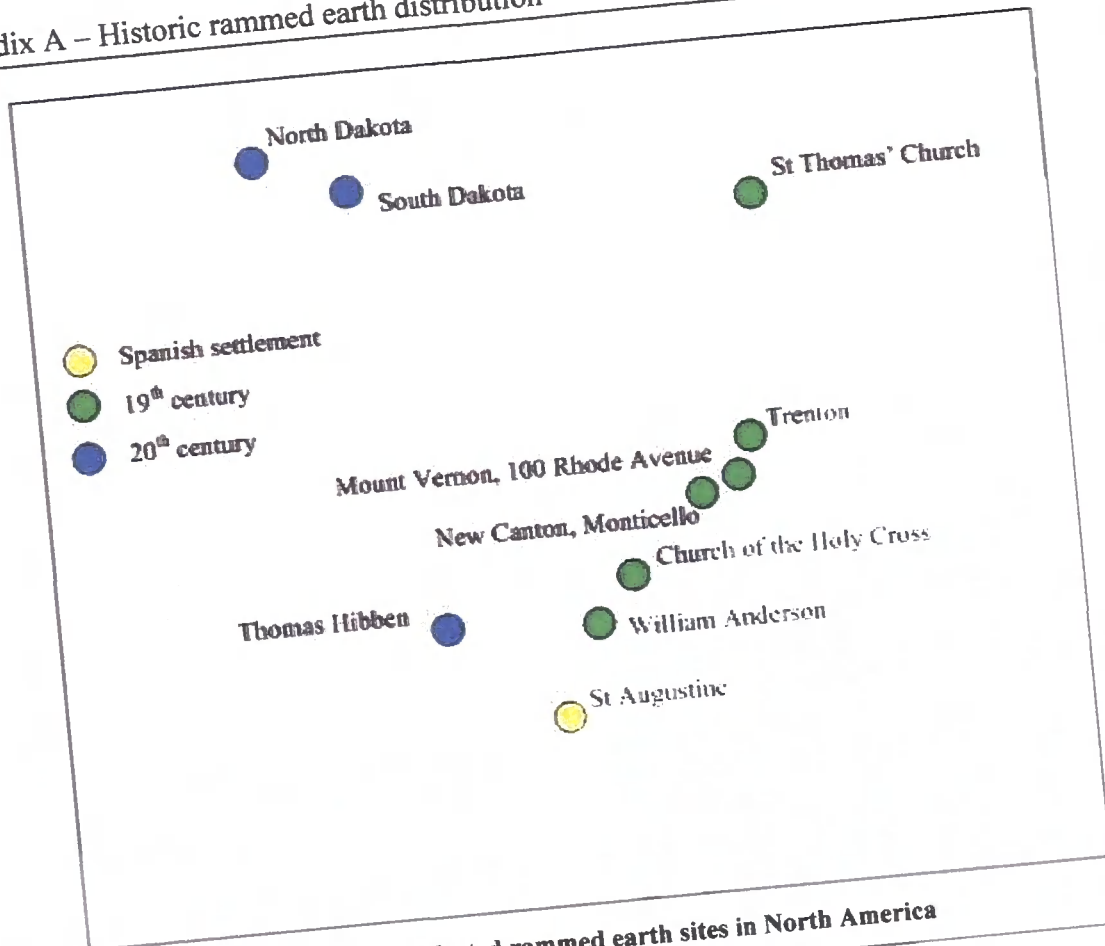 A – Historic rammed earth distribution
North Dakota
South Dakota
St Thomas’ Church
Spanish settlement
19th century
20th century
Trenton
Mount Vernon, 100 Rhode Avenue
New Canton, Monticello
Church of the Holy Cross
Thomas Hibben
William Anderson
St Augustine
rammed earth sites in North America